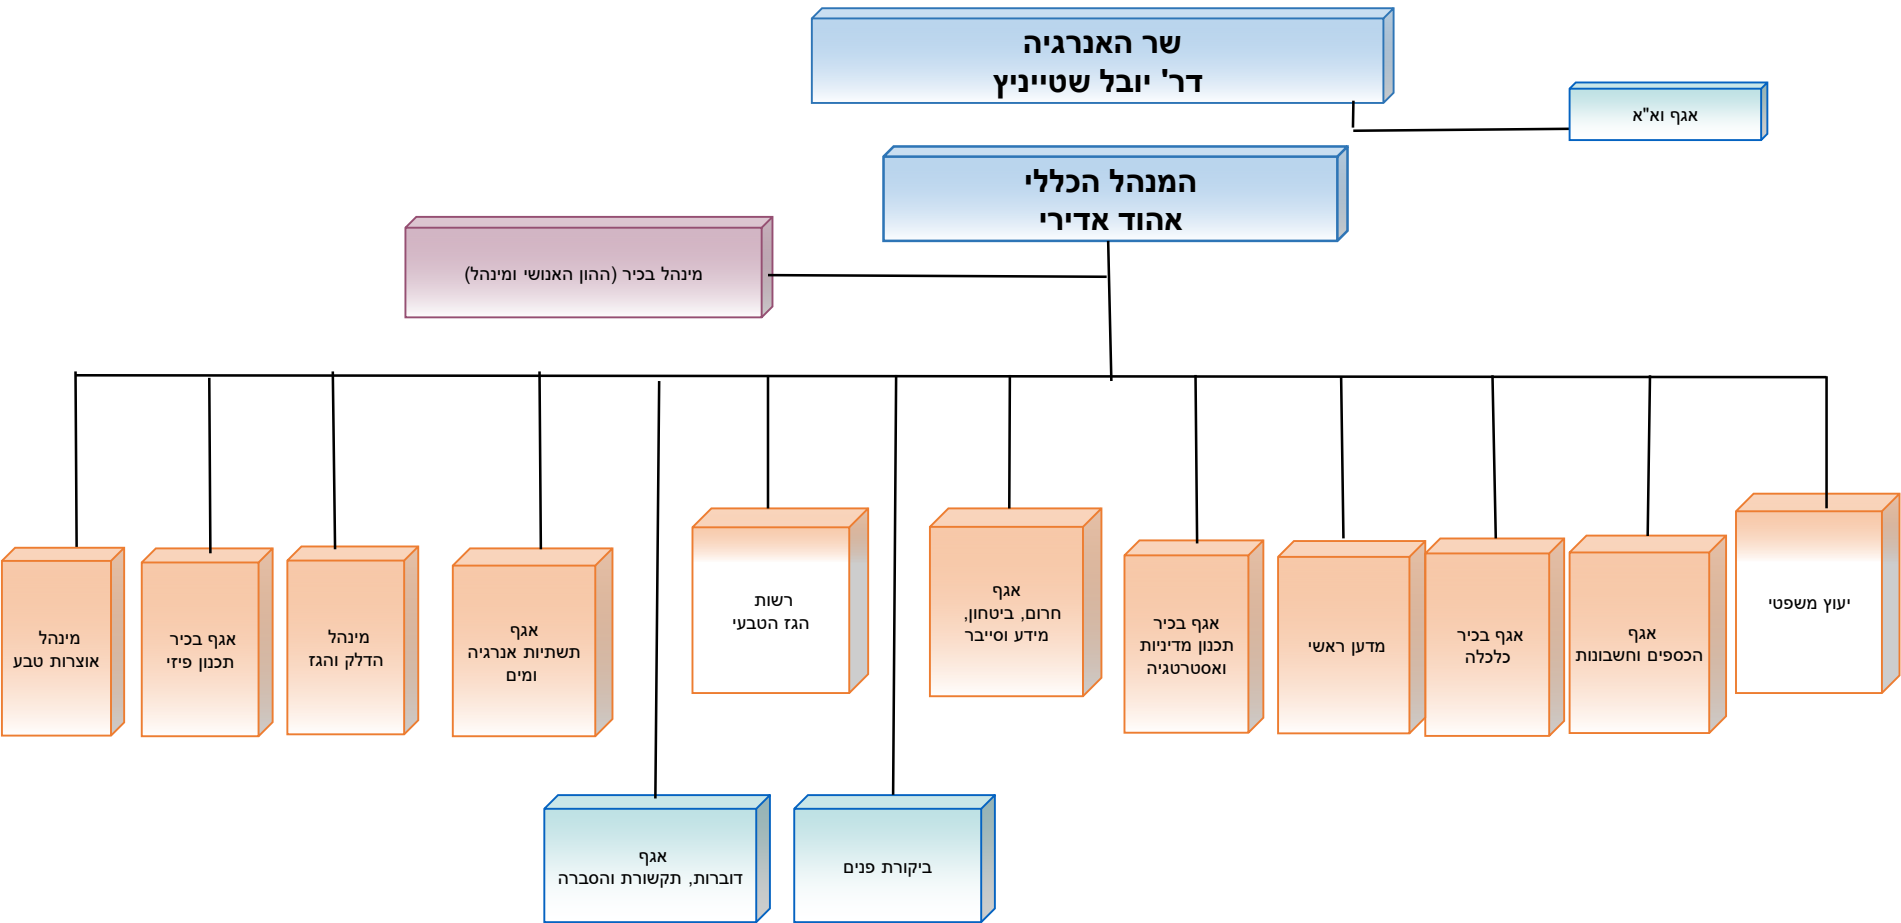 שר האנרגיה
דר' יובל שטייניץ
אגף וא"א
המנהל הכללי
אהוד אדירי
מינהל בכיר (ההון האנושי ומינהל)
יעוץ משפטי
אגף
הכספים וחשבונות
אגף בכיר
כלכלה
מדען ראשי
אגף בכיר
תכנון מדיניות
ואסטרטגיה
אגף
חרום, ביטחון,
מידע וסייבר
רשות
הגז הטבעי
אגף
תשתיות אנרגיה
ומים
מינהל
הדלק והגז
אגף בכיר
תכנון פיזי
מינהל
אוצרות טבע
ביקורת פנים
אגף
דוברות, תקשורת והסברה